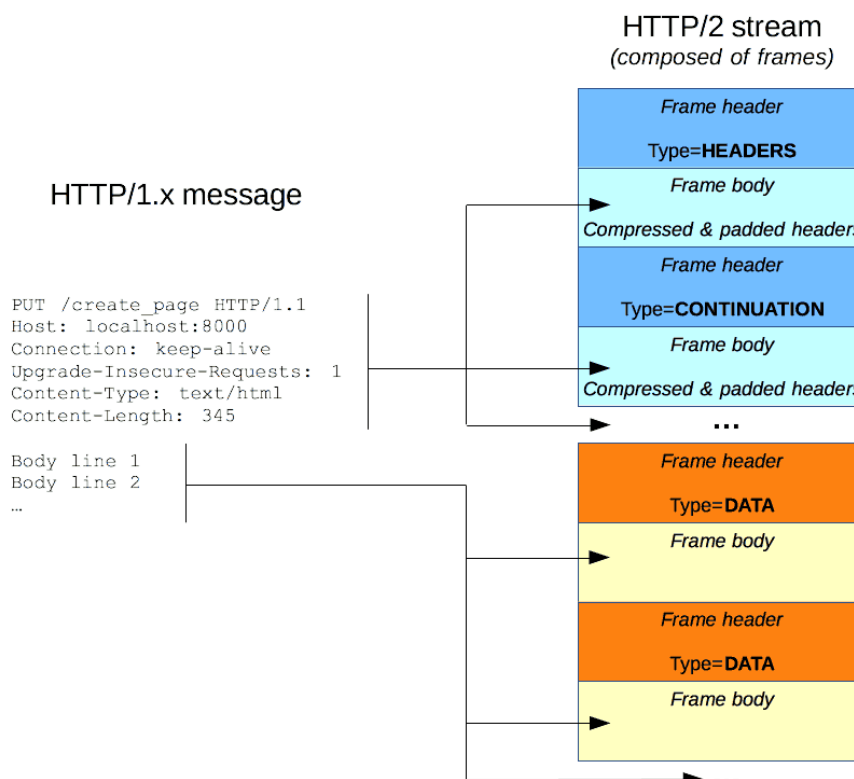 HTTP/2 stream
(composed of frames)
Frame header
Type=HEADERS
HTTP/1.x message
Frame body
Compressed & padded headers
Frame header
PUT /create_page HTTP/1.1
Host: localhost:8000
Connection: keep-alive
Upgrade-Insecure-Requests: 1
Content-Type: text/html
Content-Length: 345
Type=CONTINUATION
Frame body
Compressed & padded headers
...
Body line 1
Body line 2
…
Frame header
Type=DATA
Frame body
Frame header
Type=DATA
Frame body